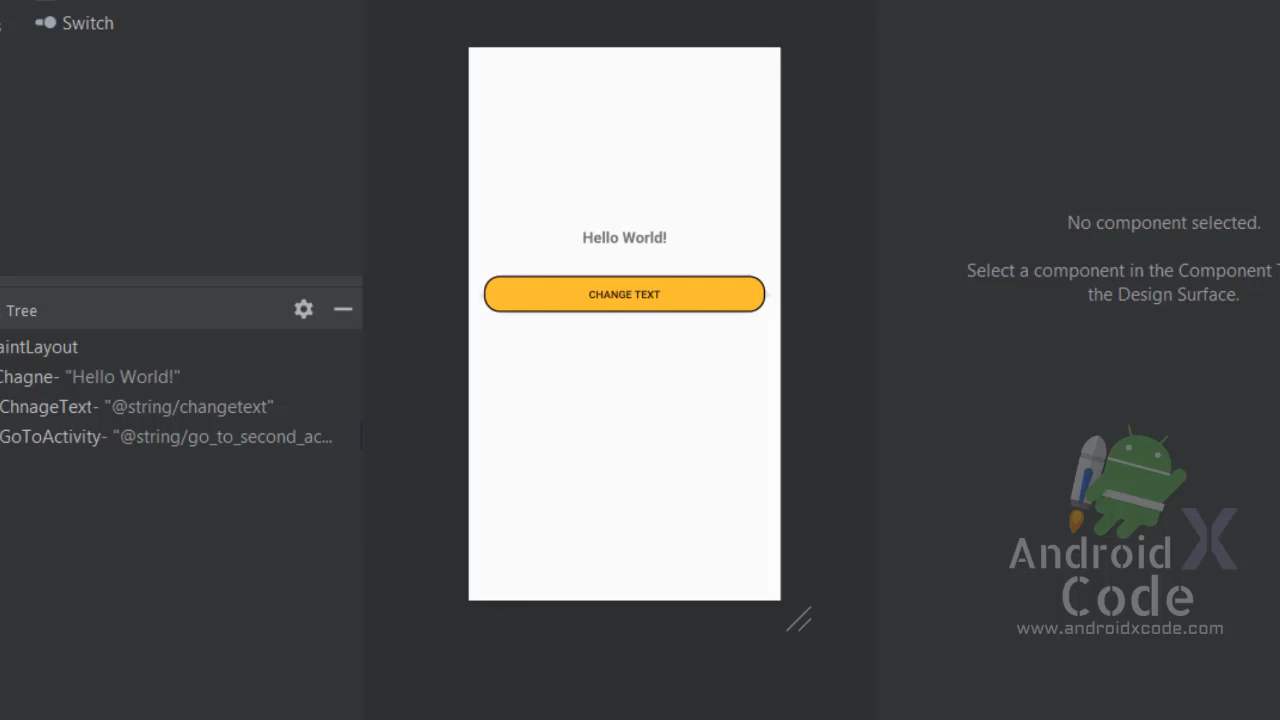 Switch
Tree
aintLayout
Chagne- "Hello World!"
ChnageText- "@string/changetext"
GoToActivity- "@string/go_to_second_ac...
Hello World!
CHANGE TEXT
No component selected.
Select a component in the Component T
the Design Surface.
Android X
Code
www.androidxcode.com